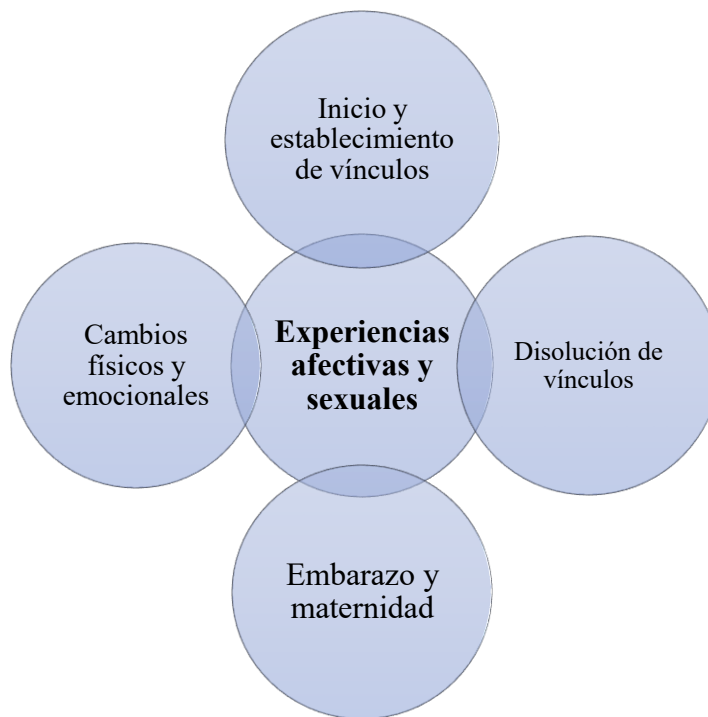 Inicio y
establecimiento
de vínculos
Cambios
físicos y
emocionales
Experiencias
afectivas y
sexuales
Disolución de
vínculos
Embarazo y
maternidad